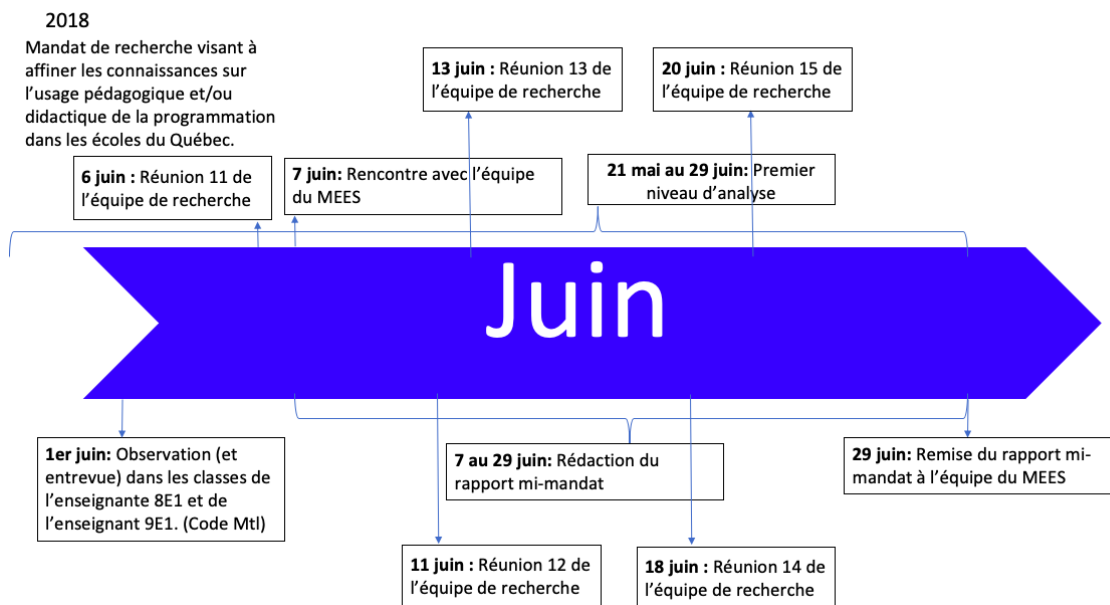 2018
Mandat de recherche visant à
affiner les connaissances sur
l’usage pédagogique et/ou
didactique de la programmation
dans les écoles du Québec.
13 juin : Réunion 13 de
l’équipe de recherche
20 juin : Réunion 15 de
l’équipe de recherche
6 juin : Réunion 11 de
l’équipe de recherche
7 juin: Rencontre avec l’équipe
du MEES
21 mai au 29 juin: Premier
niveau d’analyse
Juin
1er juin: Observation (et
entrevue) dans les classes de
l’enseignante 8E1 et de
l’enseignant 9E1. (Code Mtl)
7 au 29 juin: Rédaction du
rapport mi-mandat
29 juin: Remise du rapport mi-
mandat à l’équipe du MEES
11 juin : Réunion 12 de
l’équipe de recherche
18 juin : Réunion 14 de
l’équipe de recherche